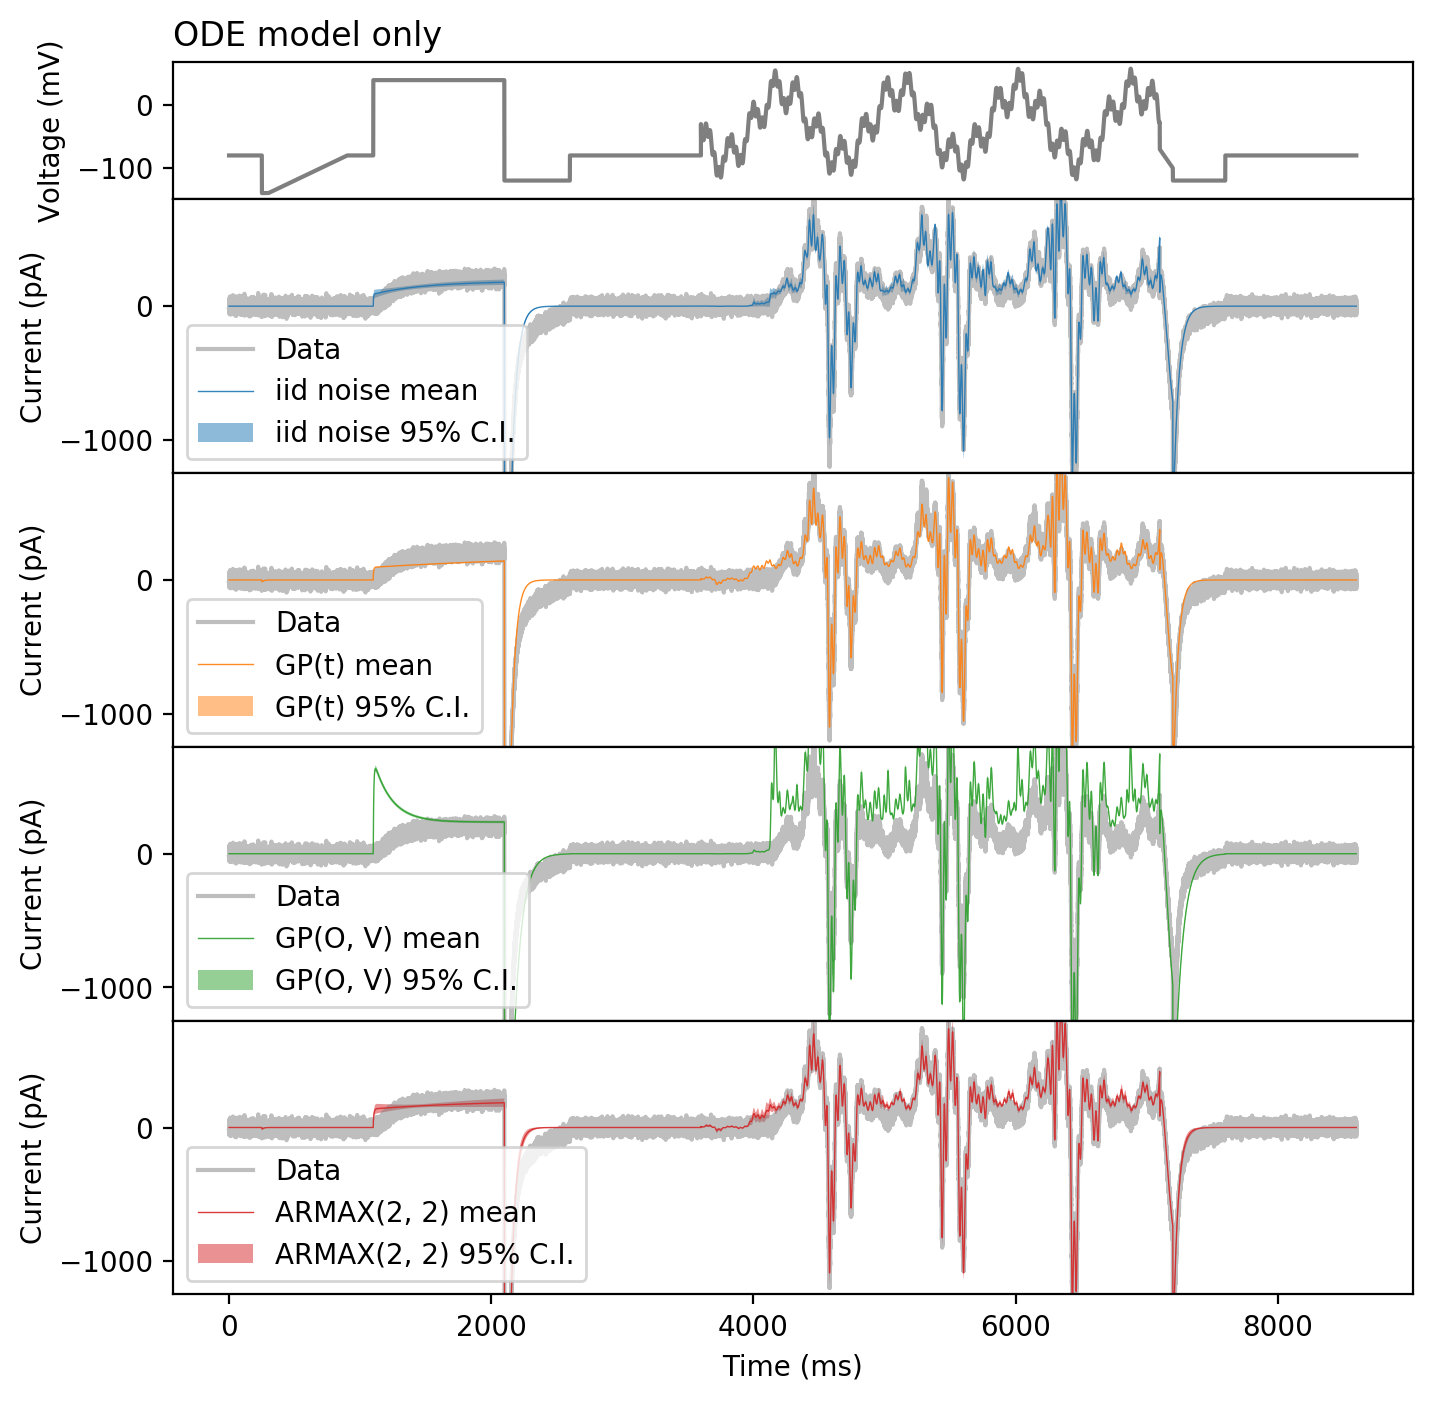 ODE model only
Voltage (mV)
0
−100
Current (pA)
0
−1000
Data
iid noise mean
iid noise 95% C.I.
Current (pA)
0
−1000
Data
GP(t) mean
GP(t) 95% C.I.
Current (pA)
0
−1000
Data
GP(O, V) mean
GP(O, V) 95% C.I.
Current (pA)
0
−1000
Data
ARMAX(2, 2) mean
ARMAX(2, 2) 95% C.I.
0 2000 4000 6000 8000
Time (ms)